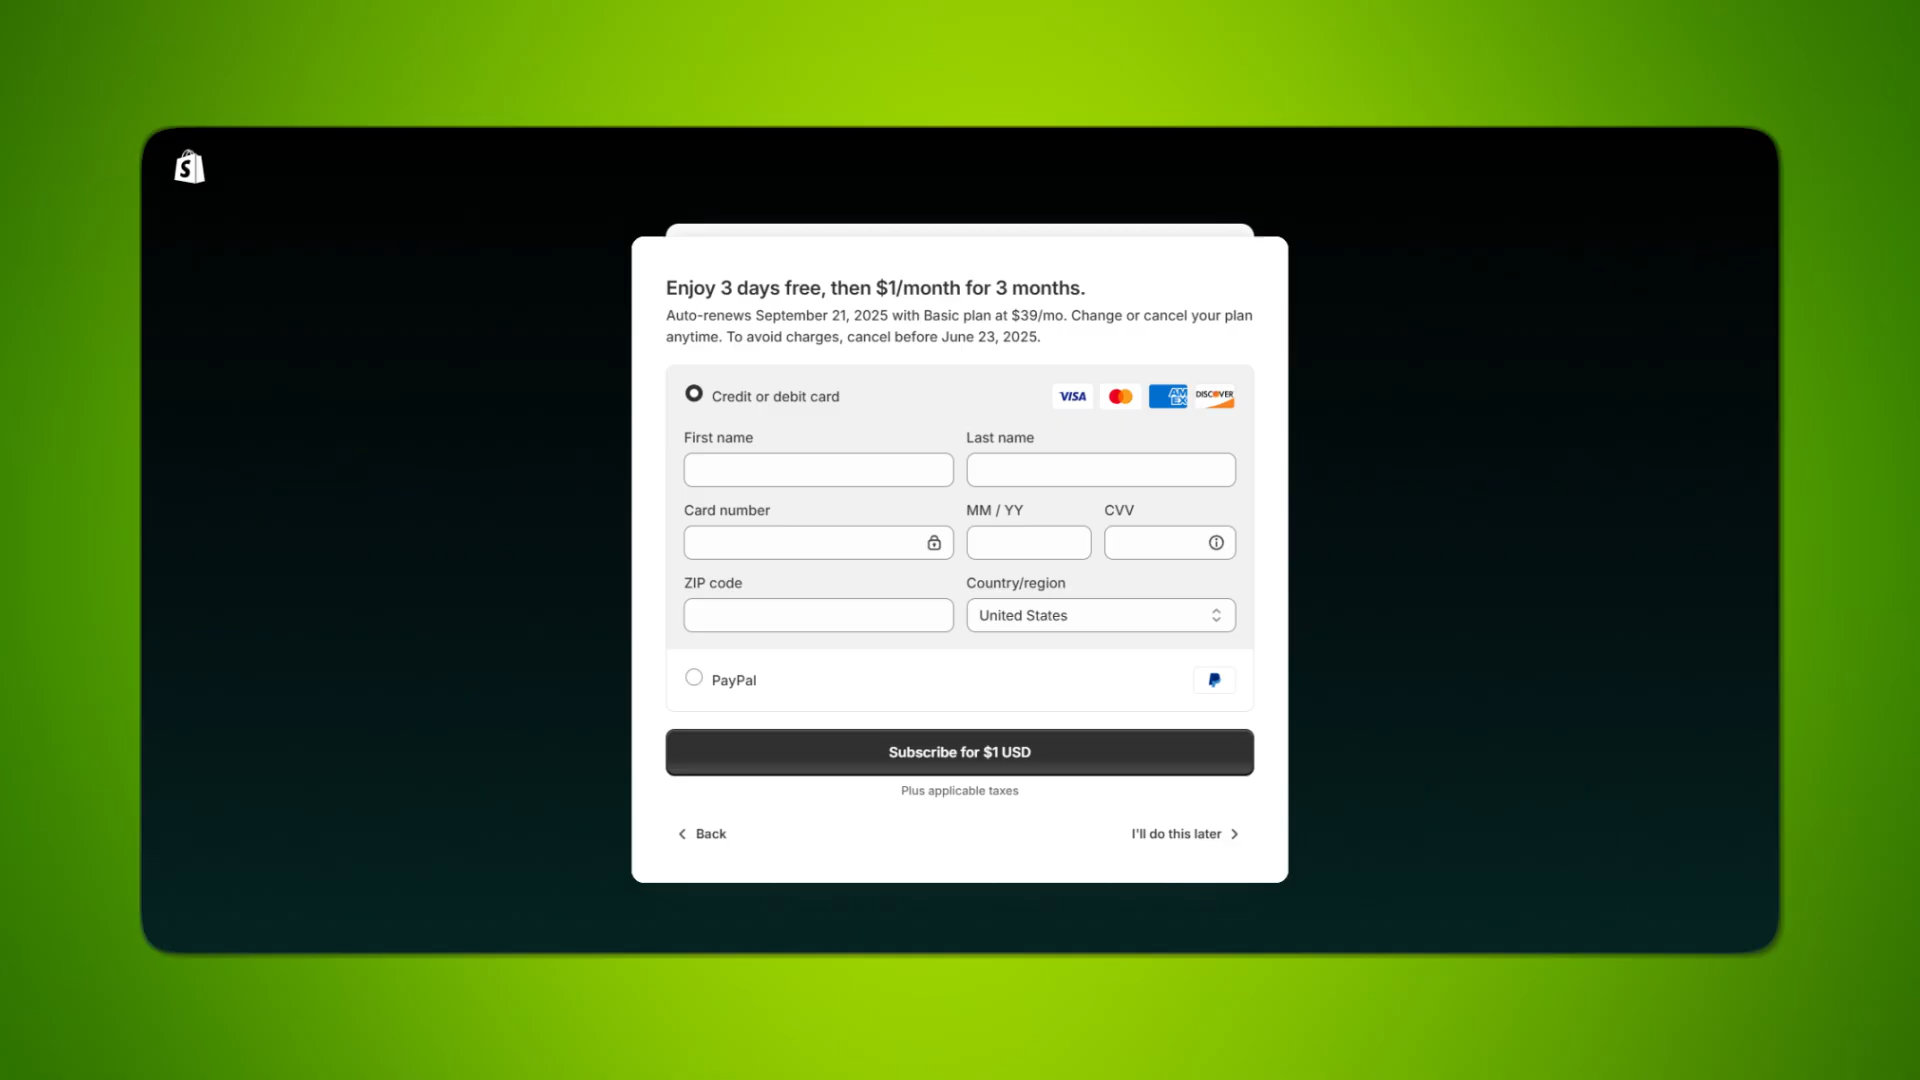 S
Enjoy 3 days free, then $1/month for 3 months.
Auto-renews September 21, 2025 with Basic plan at $39/mo. Change or cancel your plan
anytime. To avoid charges, cancel before June 23, 2025.
Credit or debit card
VISA
AM
EX
DISCOVER
First name
Last name
Card number
MM / YY
CVV
ZIP code
Country/region
United States
PayPal
Subscribe for $1 USD
Plus applicable taxes
Back
I'll do this later